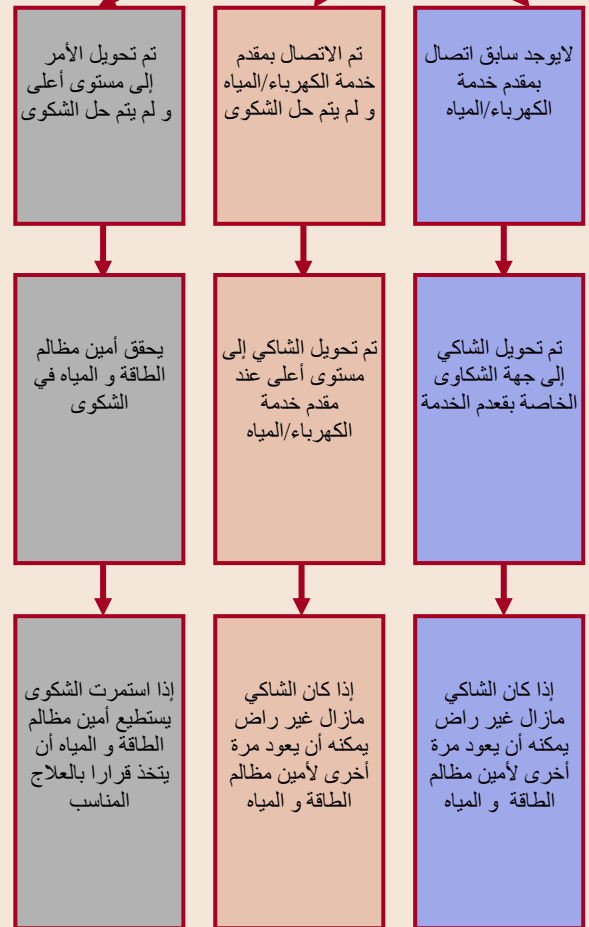 لايوجد سابق اتصال
بمقدم خدمة
الكهرباء/المياه
تم الاتصال بمقدم
خدمة الكهرباء/المياه
و لم يتم حل الشكوى
تم تحويل الأمر
إلى مستوى أعلى
و لم يتم حل الشكوى
تم تحويل الشاكي
إلى جهة الشكاوى
الخاصة بقعدم الخدمة
تم تحويل الشاكي إلى
مستوى أعلى عند
مقدم خدمة
الكهرباء/المياه
يحقق أمين مظالم
الطاقة و المياه في
الشكوى
إذا كان الشاكي
مازال غير راض
يمكنه أن يعود مرة
أخرى لأمين مظالم
الطاقة و المياه
إذا كان الشاكي
مازال غير راض
يمكنه أن يعود مرة
أخرى لأمين مظالم
الطاقة و المياه
إذا استمرت الشكوى
يستطيع أمين مظالم
الطاقة و المياه أن
يتخذ قرارا بالعلاج
المناسب